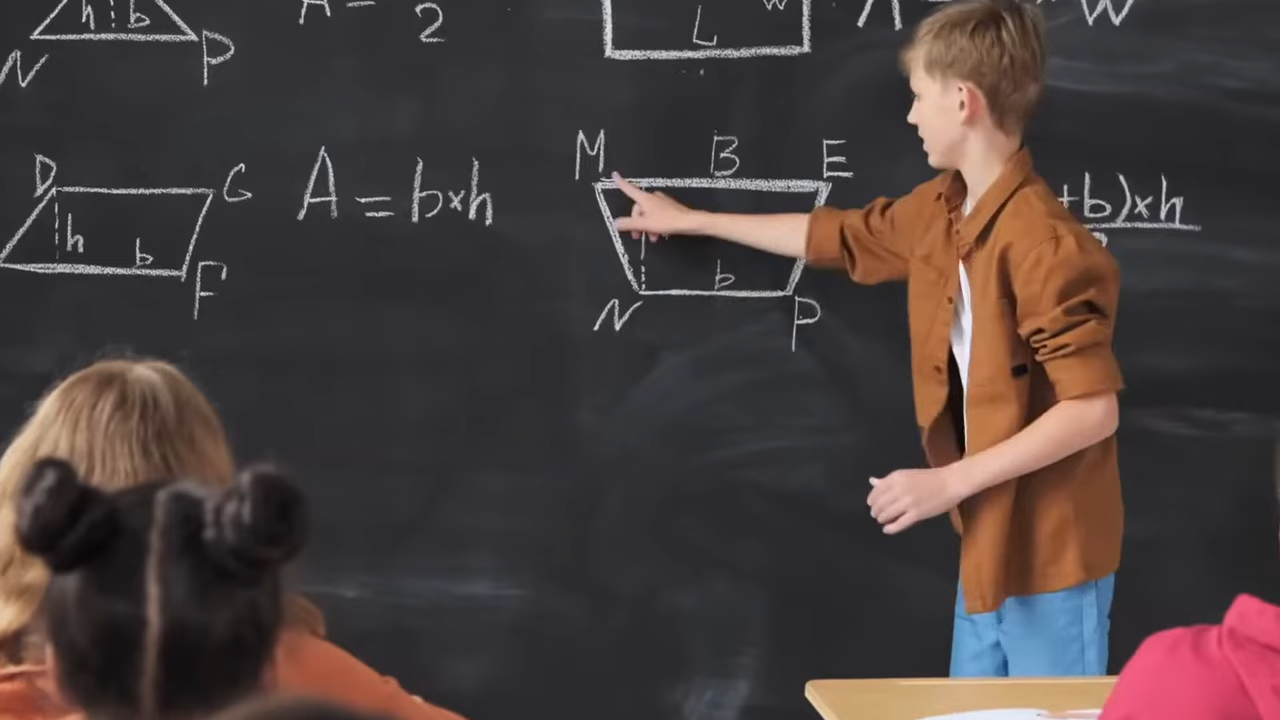 h b
N P
A = 2
L W
A W
D G
h b
F
A = b×h
M B E
b
N P
+b)×h